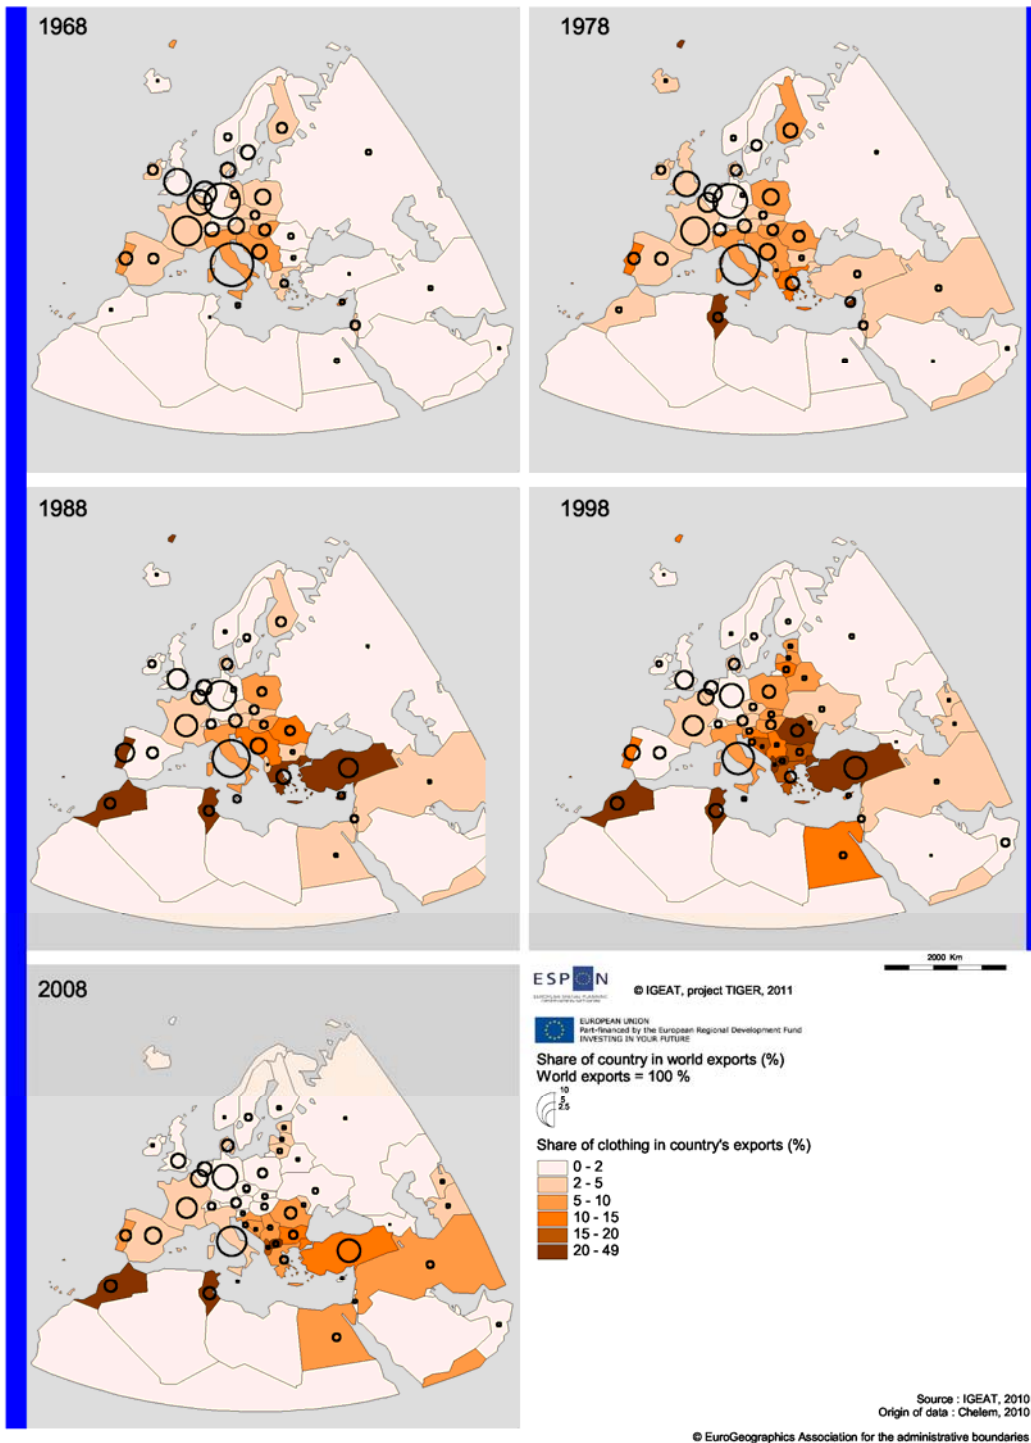 1968
1978
1988
1998
2008
2000 Km
ESPON
© IGEAT, project TIGER, 2011
EUROPEAN UNION
Part-financed by the European Regional Development Fund
INVESTING IN YOUR FUTURE
Share of country in world exports (%)
World exports = 100 %
10
5
2.5
Share of clothing in country's exports (%)
0 - 2
2 - 5
5 - 10
10 - 15
15 - 20
20 - 49
Source : IGEAT, 2010
Origin of data : Chelem, 2010
© EuroGeographics Association for the administrative boundaries